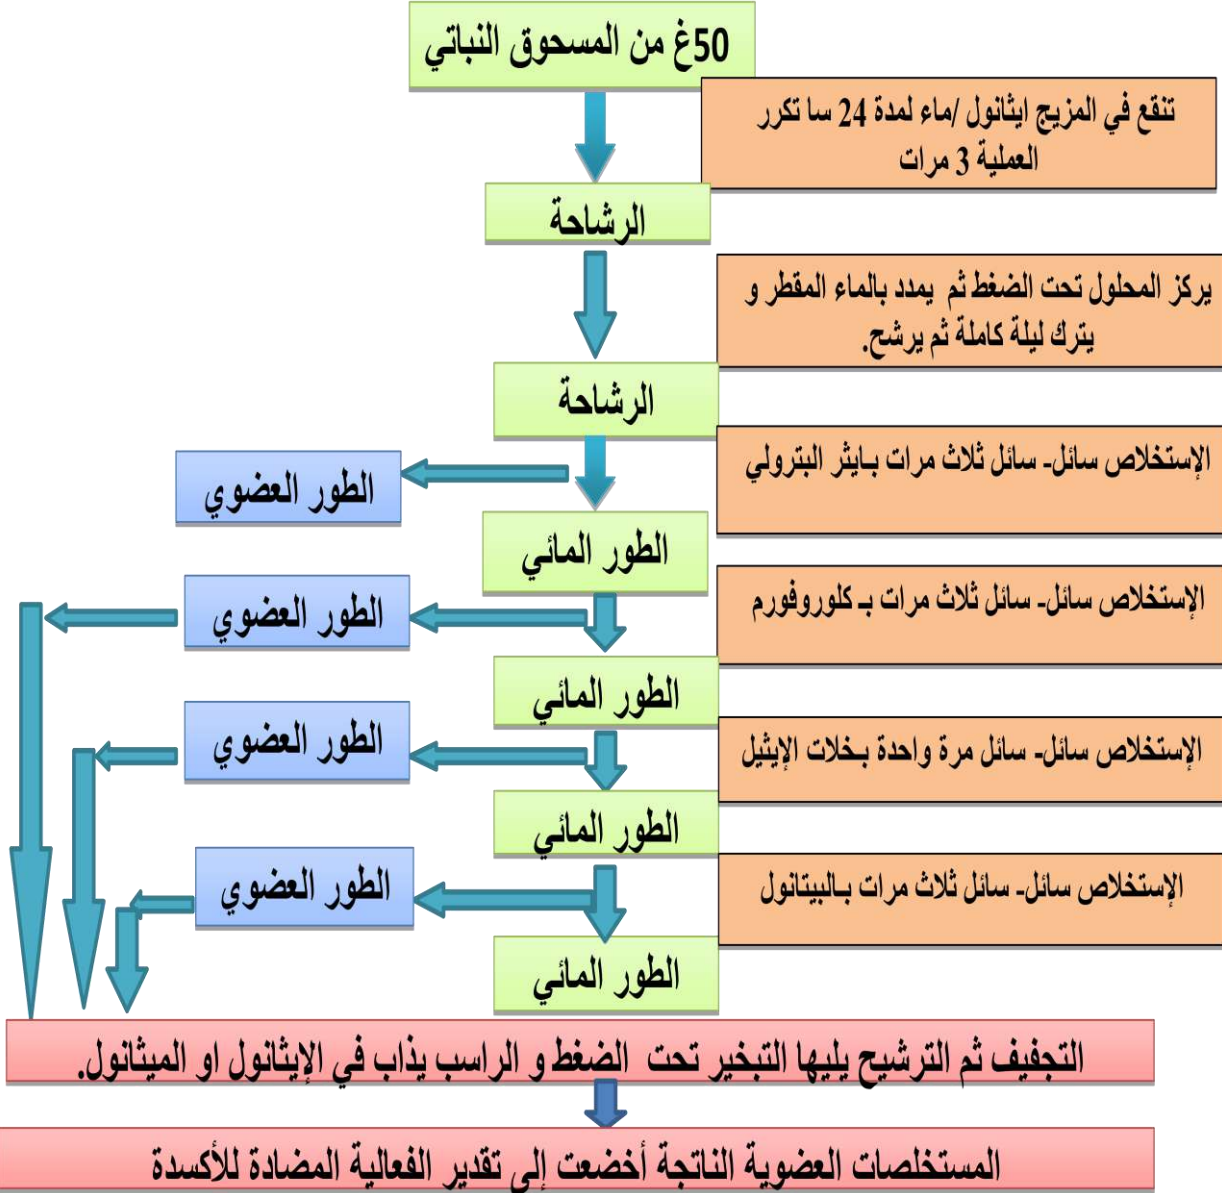 50غ من المسحوق النباتي
تنقع في المزيج ايثانول /ماء لمدة 24 سا تكرر
العملية 3 مرات
الرشاحة
يركز المحلول تحت الضغط ثم يمدد بالماء المقطر و
يترك ليلة كاملة ثم يرشح.
الرشاحة
الإستخلاص سائل- سائل ثلاث مرات بايثر البترولي
الطور العضوي
الطور المائي
الإستخلاص سائل- سائل ثلاث مرات بـ كلوروفورم
الطور العضوي
الطور المائي
الإستخلاص سائل- سائل مرة واحدة بخلات الإيثيل
الطور العضوي
الطور المائي
الإستخلاص سائل- سائل ثلاث مرات بالبيتانول
الطور العضوي
الطور المائي
التجفيف ثم الترشيح يليها التبخير تحت الضغط و الراسب يذاب في الإيثانول او الميثانول.
المستخلصات العضوية الناتجة أخضعت إلى تقدير الفعالية المضادة للأكسدة